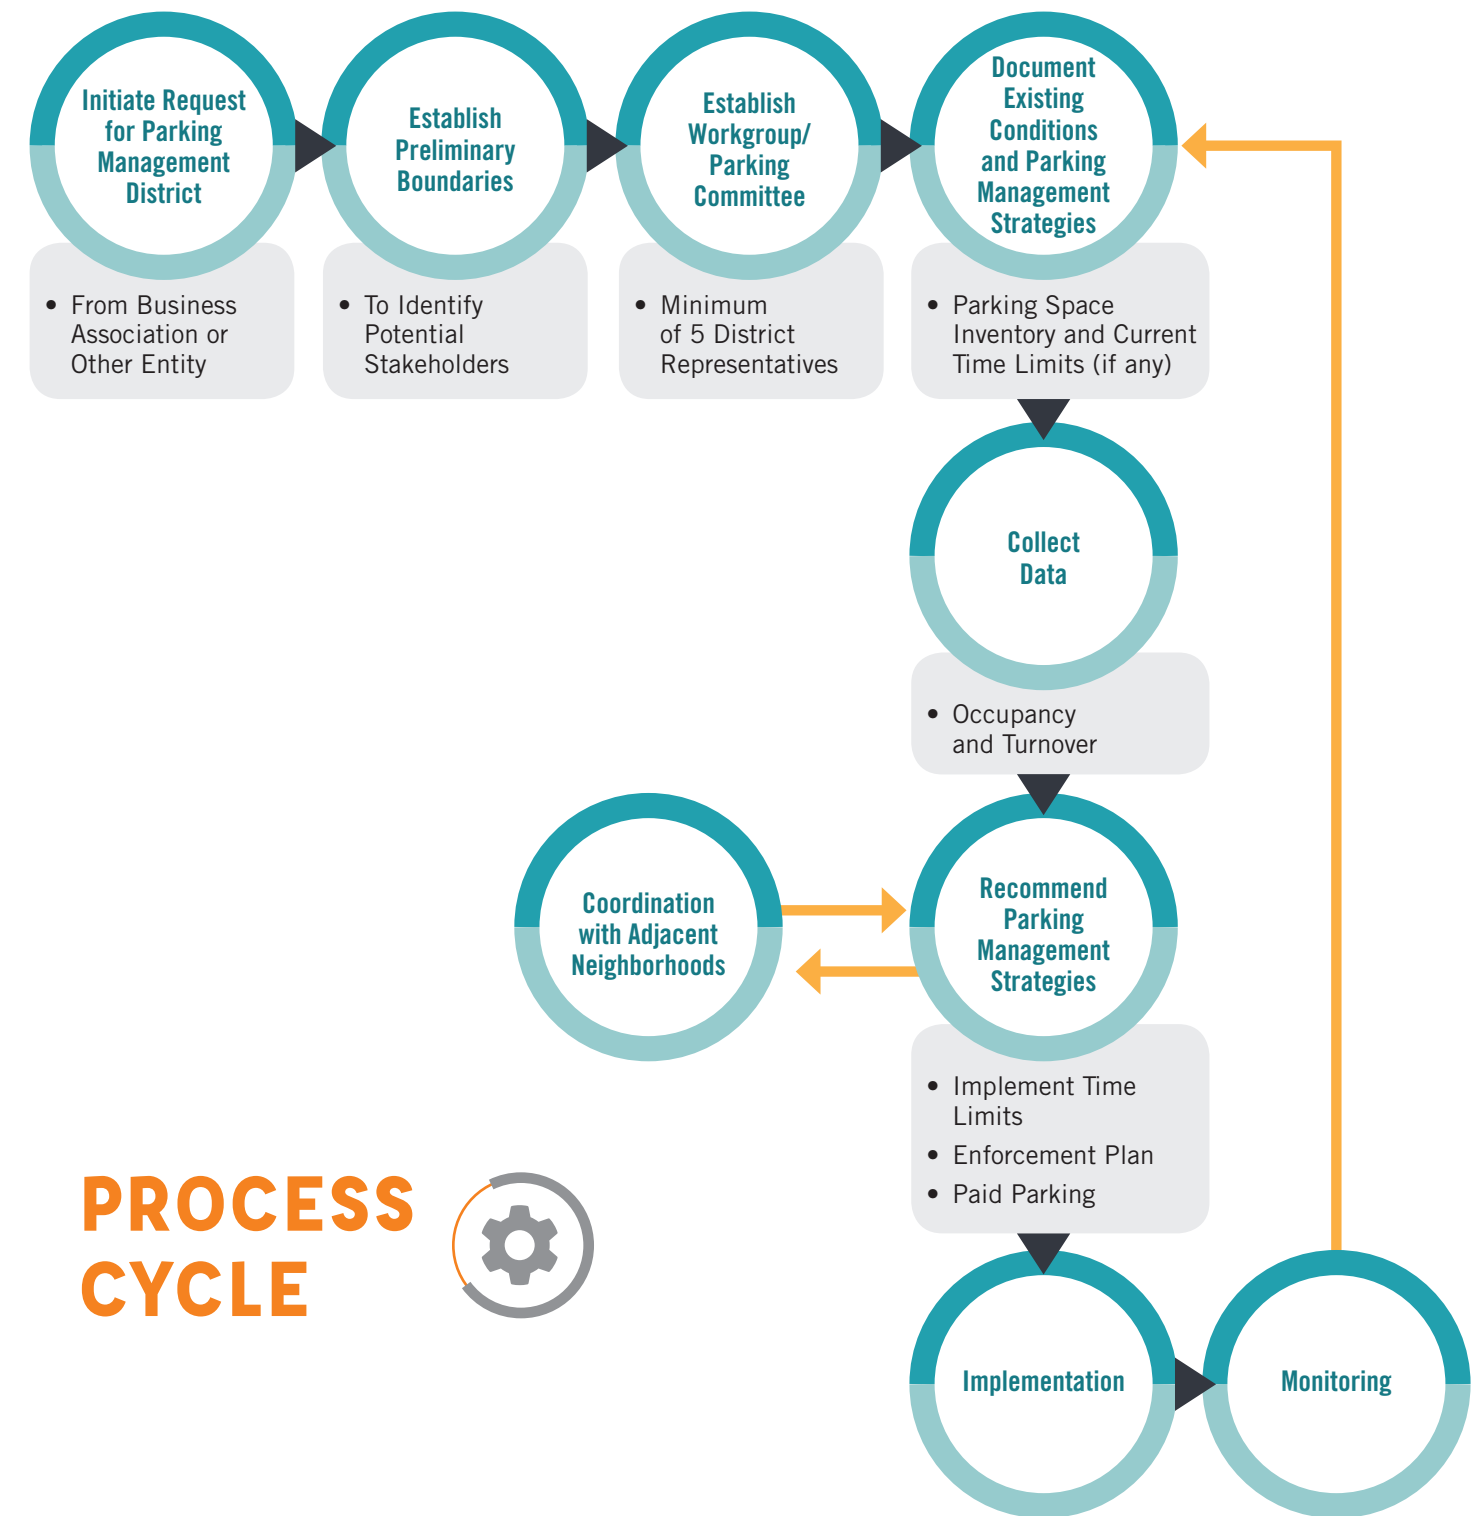 Initiate Request
for Parking
Management
District
• From Business
Association or
Other Entity
Establish
Preliminary
Boundaries
• To Identify
Potential
Stakeholders
Establish
Workgroup/
Parking
Committee
• Minimum
of 5 District
Representatives
Document
Existing
Conditions
and Parking
Management
Strategies
• Parking Space
Inventory and Current
Time Limits (if any)
Collect
Data
• Occupancy
and Turnover
Coordination
with Adjacent
Neighborhoods
Recommend
Parking
Management
Strategies
• Implement Time
Limits
• Enforcement Plan
• Paid Parking
PROCESS
CYCLE
Implementation
Monitoring